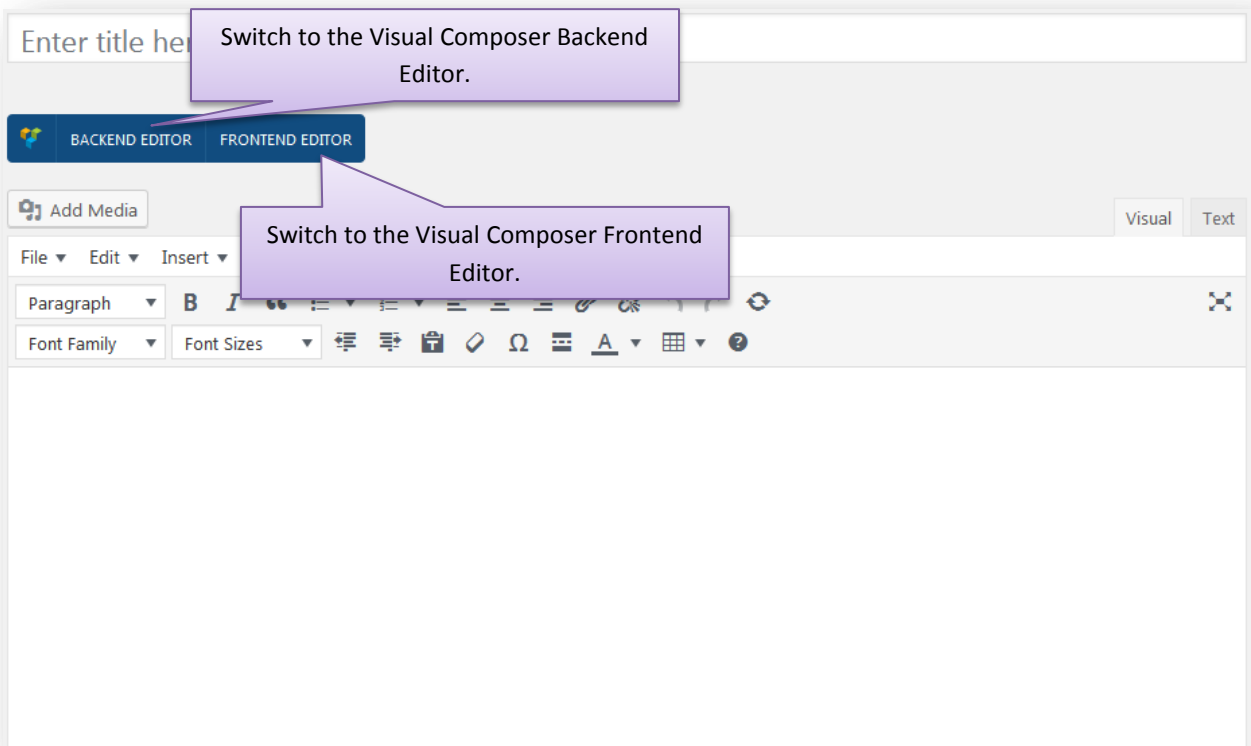 Enter title her
Switch to the Visual Composer Backend
Editor.
BACKEND EDITOR FRONTEND EDITOR
Add Media
Switch to the Visual Composer Frontend
Editor.
Visual Text
File Edit Insert
Paragraph B I
Font Family Font Sizes Ω A